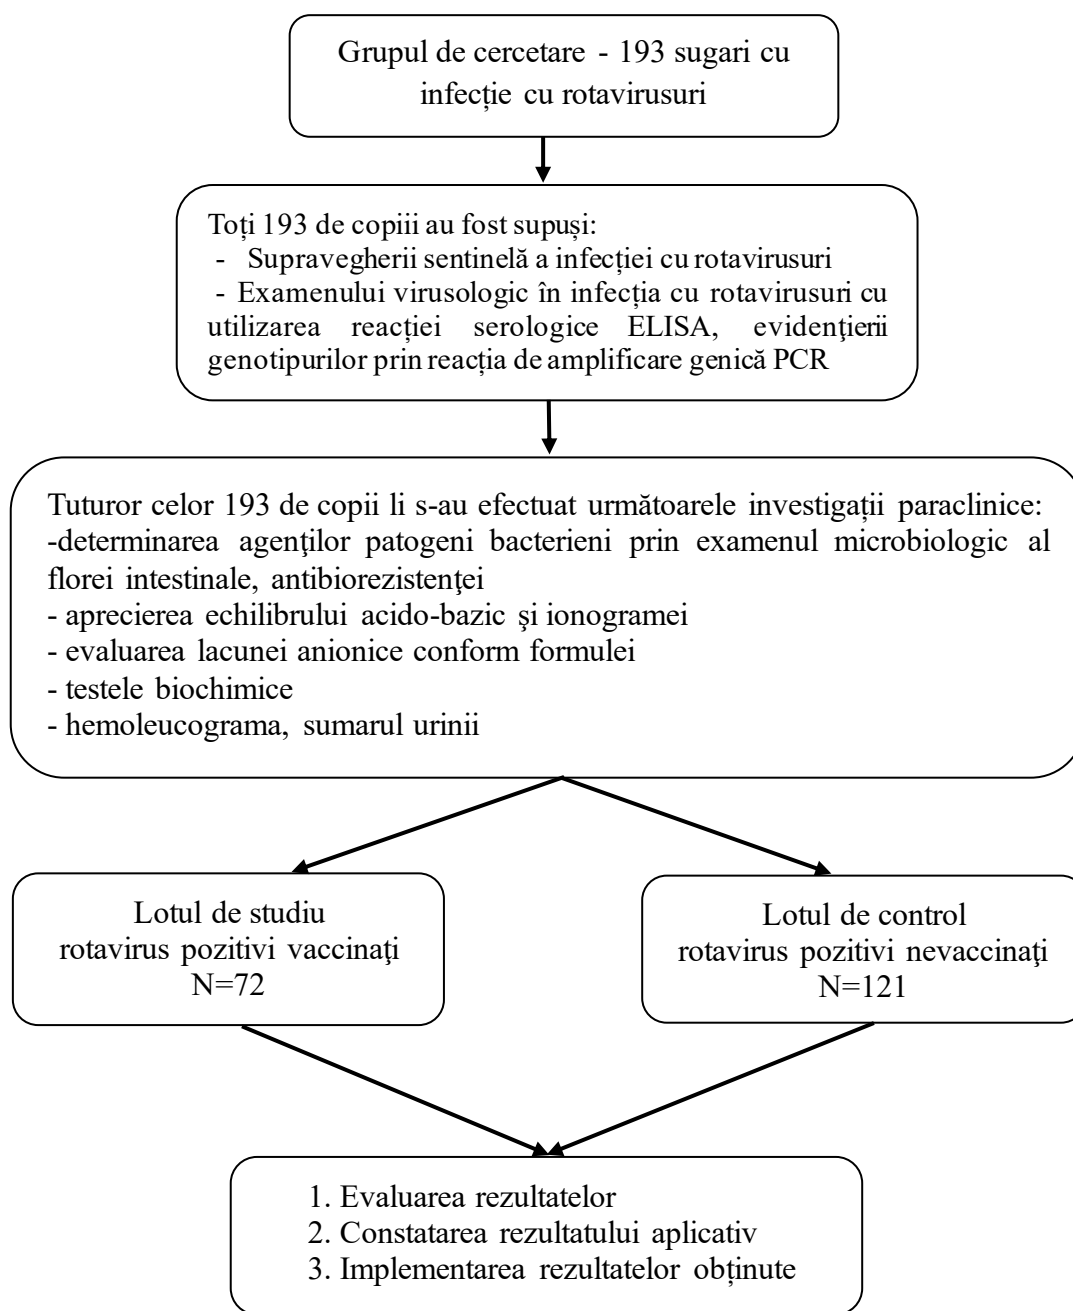 Grupul de cercetare - 193 sugari cu
infecție cu rotavirusuri
Toți 193 de copiii au fost supuși:
- Supravegherii sentinelă a infecției cu rotavirusuri
- Examenului virusologic în infecția cu rotavirusuri cu
utilizarea reacției serologice ELISA, evidenţierii
genotipurilor prin reacția de amplificare genică PCR
Tuturor celor 193 de copii li s-au efectuat următoarele investigații paraclinice:
-determinarea agenţilor patogeni bacterieni prin examenul microbiologic al
florei intestinale, antibiorezistenţei
- aprecierea echilibrului acido-bazic şi ionogramei
- evaluarea lacunei anionice conform formulei
- testele biochimice
- hemoleucograma, sumarul urinii
Lotul de studiu
rotavirus pozitivi vaccinaţi
N=72
Lotul de control
rotavirus pozitivi nevaccinaţi
N=121
1. Evaluarea rezultatelor
2. Constatarea rezultatului aplicativ
3. Implementarea rezultatelor obținute